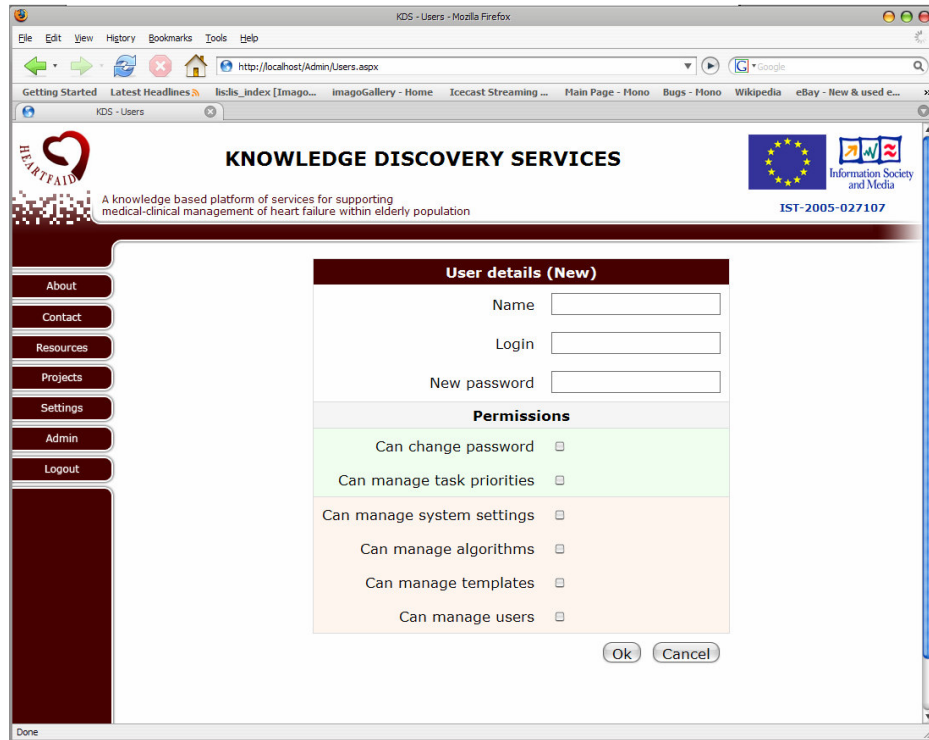 KDS - Users - Mozilla Firefox
File Edit View History Bookmarks Tools Help
http://localhost/Admin/Users.aspx
G Google
Getting Started Latest Headlines lis:lis_index [Imago... imagoGallery - Home Icecast Streaming ... Main Page - Mono Bugs - Mono Wikipedia eBay - New & used e... »
KDS - Users
HEARTFAID
KNOWLEDGE DISCOVERY SERVICES
A knowledge based platform of services for supporting
medical-clinical management of heart failure within elderly population
Information Society
and Media
IST-2005-027107
About
Contact
Resources
Projects
Settings
Admin
Logout
User details (New)
Name
Login
New password
Permissions
Can change password
Can manage task priorities
Can manage system settings
Can manage algorithms
Can manage templates
Can manage users
Ok Cancel
Done